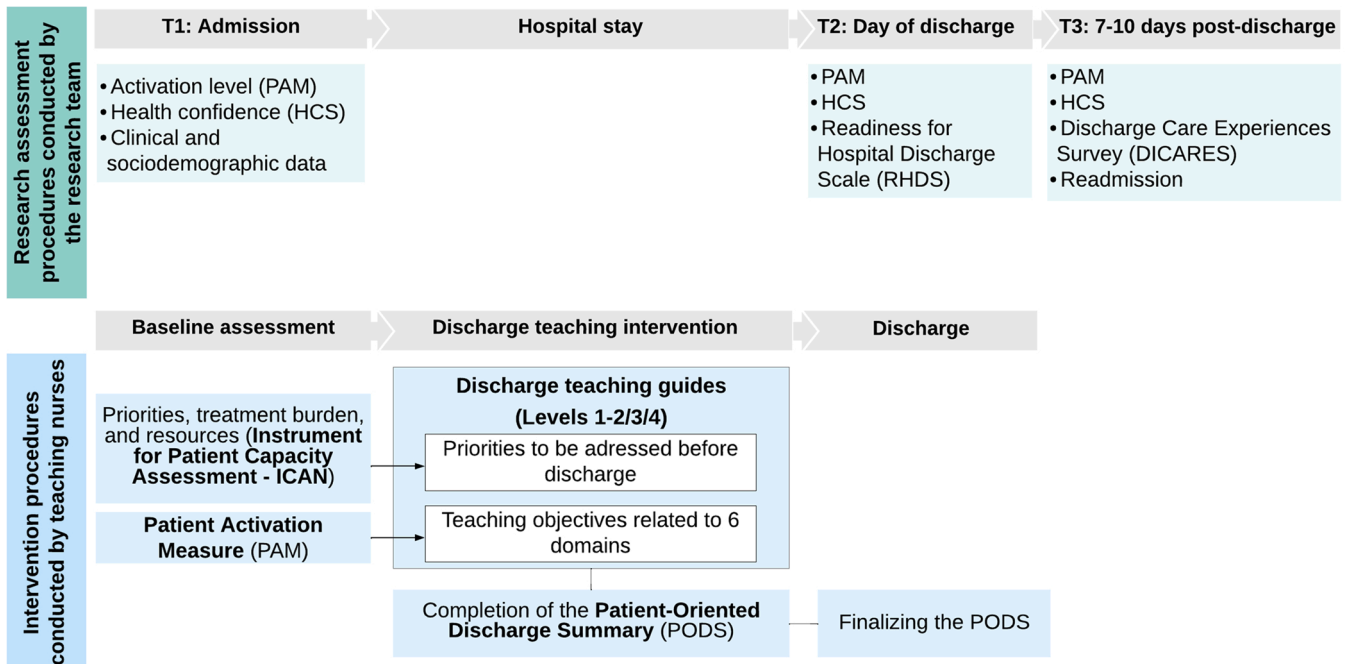 Research assessment
procedures conducted by
the research team
T1: Admission
Hospital stay
T2: Day of discharge
T3: 7-10 days post-discharge
•Activation level (PAM)
•Health confidence (HCS)
•Clinical and
sociodemographic data
•PAM
•HCS
•Readiness for
Hospital Discharge
Scale (RHDS)
•PAM
•HCS
•Discharge Care Experiences
Survey (DICARES)
•Readmission
Intervention procedures
conducted by teaching nurses
Baseline assessment
Discharge teaching intervention
Discharge
Priorities, treatment burden,
and resources (Instrument
for Patient Capacity
Assessment - ICAN)
Patient Activation
Measure (PAM)
Discharge teaching guides
(Levels 1-2/3/4)
Priorities to be adressed before
discharge
Teaching objectives related to 6
domains
Completion of the Patient-Oriented
Discharge Summary (PODS)
Finalizing the PODS